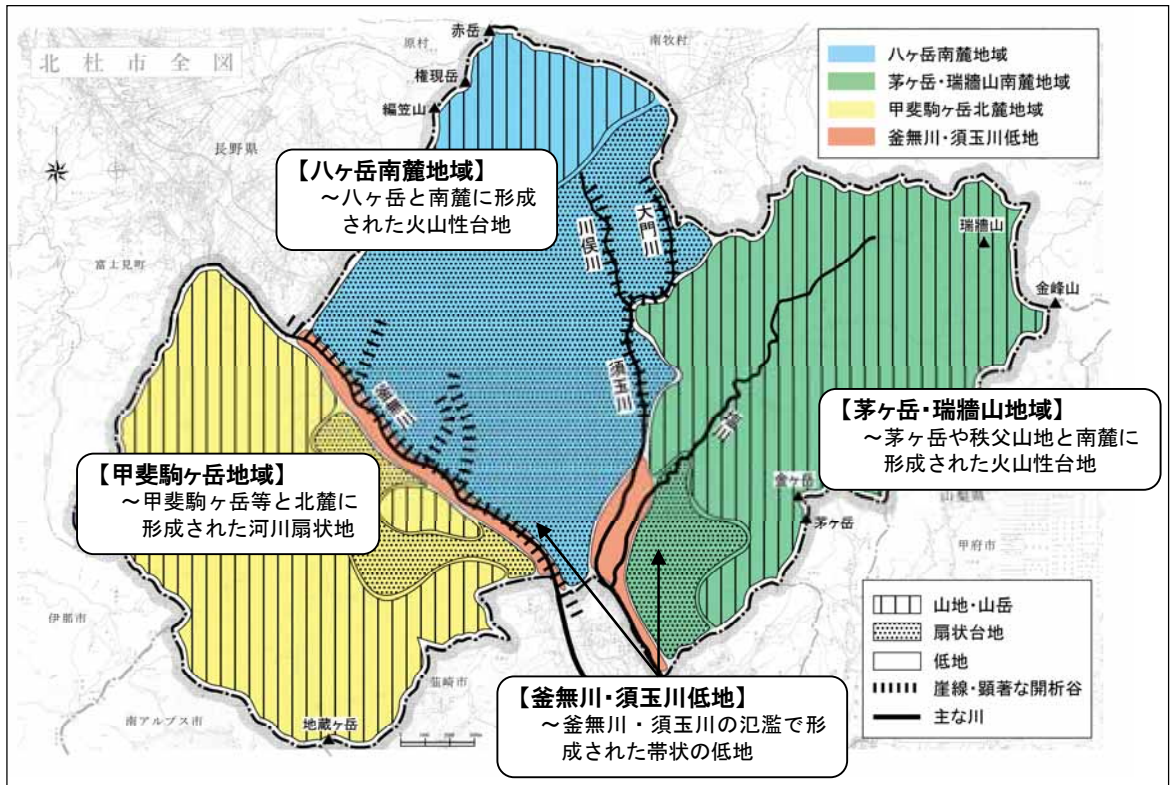 北杜市全図
赤岳
原村
南牧村
権現岳
編笠山
長野県
八ヶ岳南麓地域
茅ヶ岳・瑞牆山南麓地域
甲斐駒ヶ岳北麓地域
釜無川・須玉川低地
【八ヶ岳南麓地域】
～八ヶ岳と南麓に形成
された火山性台地
川俣川
大門川
瑞牆山
富士見町
金峰山
須玉川
釜無川
塩川
【茅ヶ岳・瑞牆山地域】
～茅ヶ岳や秩父山地と南麓に
形成された火山性台地
【甲斐駒ヶ岳地域】
～甲斐駒ヶ岳等と北麓に
形成された河川扇状地
金ヶ岳
山梨県
茅ヶ岳
甲府市
伊那市
山地・山岳
扇状台地
低地
崖線・顕著な開析谷
主な川
韮崎市
【釜無川・須玉川低地】
～釜無川・須玉川の氾濫で形
成された帯状の低地
南アルプス市
地蔵ヶ岳